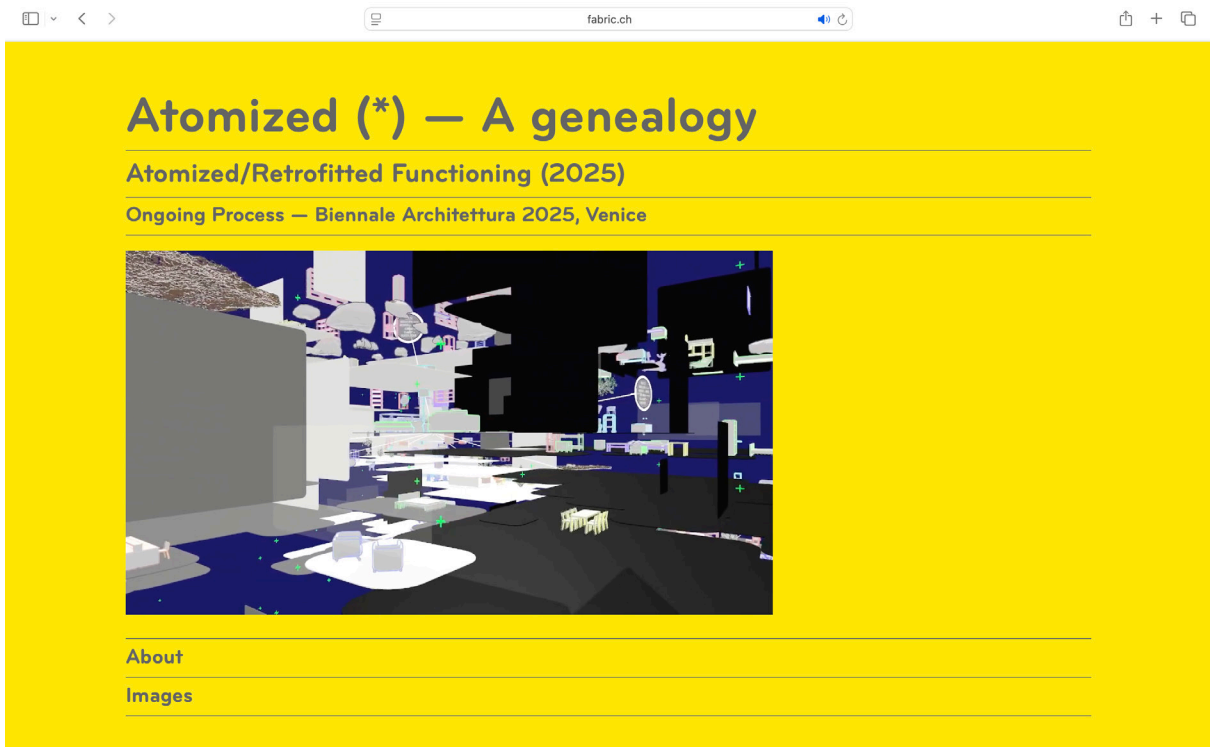 fabric.ch
Atomized (*) — A genealogy
Atomized/Retrofitted Functioning (2025)
Ongoing Process — Biennale Architettura 2025, Venice
About
Images